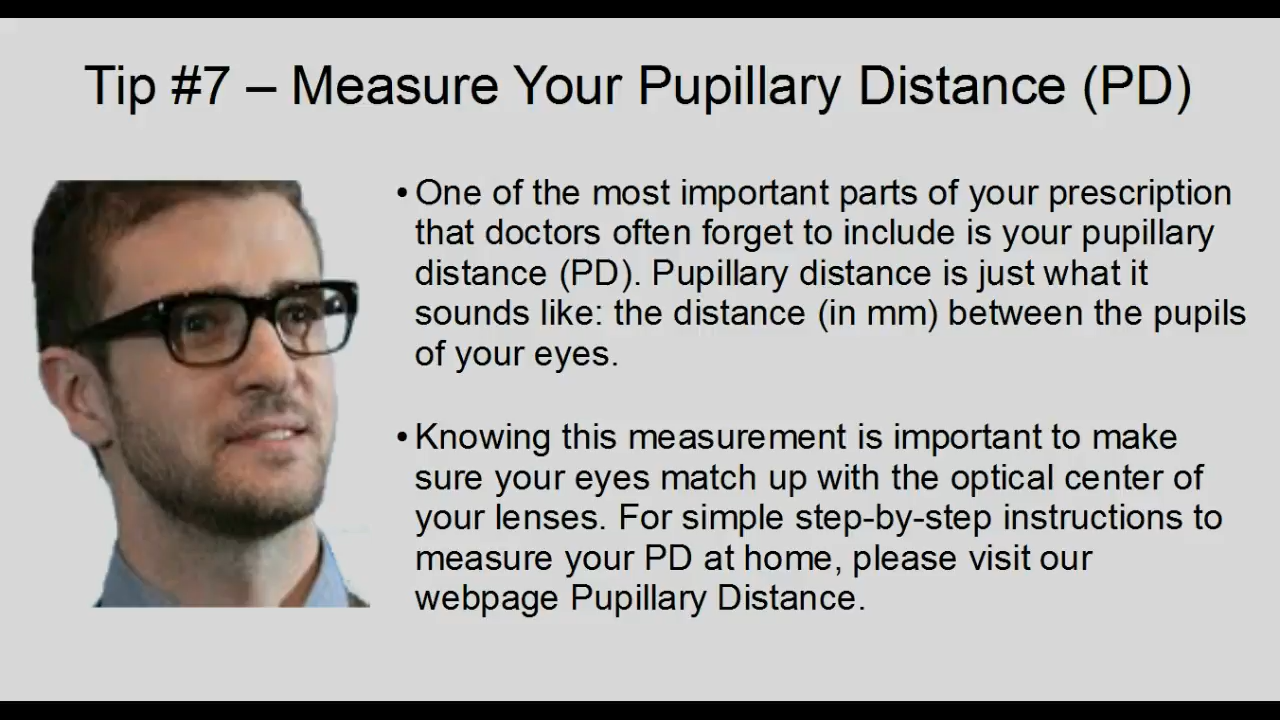 Tip #7 – Measure Your Pupillary Distance (PD)
• One of the most important parts of your prescription
that doctors often forget to include is your pupillary
distance (PD). Pupillary distance is just what it
sounds like: the distance (in mm) between the pupils
of your eyes.
• Knowing this measurement is important to make
sure your eyes match up with the optical center of
your lenses. For simple step-by-step instructions to
measure your PD at home, please visit our
webpage Pupillary Distance.